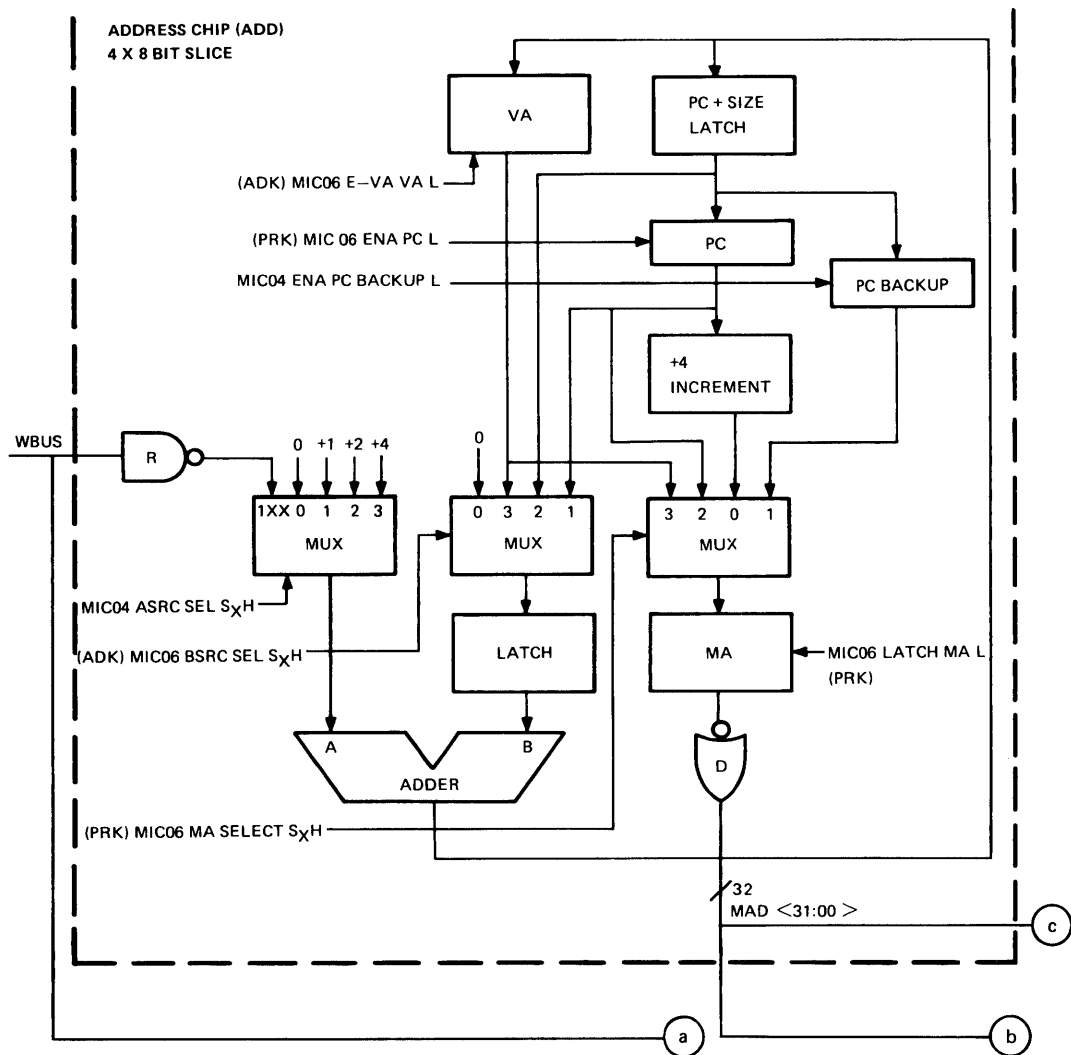 ADDRESS CHIP (ADD)
4 X 8 BIT SLICE
VA
PC + SIZE
LATCH
(ADK) MIC06 E–VA VA L
(PRK) MIC 06 ENA PC L
PC
MIC04 ENA PC BACKUP L
PC BACKUP
+4
INCREMENT
WBUS
R
0 +1 +2 +4
0
1XX 0 1 2 3
MUX
0 3 2 1
MUX
3 2 0 1
MUX
MIC04 ASRC SEL SXH
(ADK) MIC06 BSRC SEL SXH
LATCH
MA
MIC06 LATCH MA L
(PRK)
A
B
ADDER
D
(PRK) MIC06 MA SELECT SXH
32
MAD <31:00 >
c
a
b